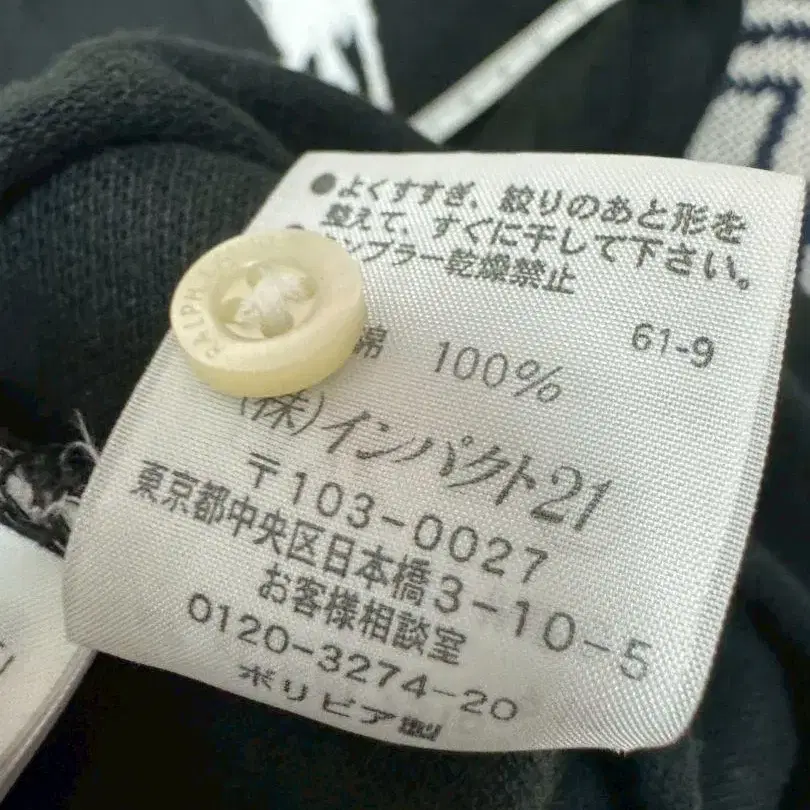 ●よくすすぎ、絞りのあと形を
整えて、すぐに干して下さい。
ンブラー乾燥禁止
61-9
綿 100%
(株)インパクト21
〒103-0027
東京都中央区日本橋3-10-5
お客様相談室
0120-3274-20
ボリビア製
RALPH